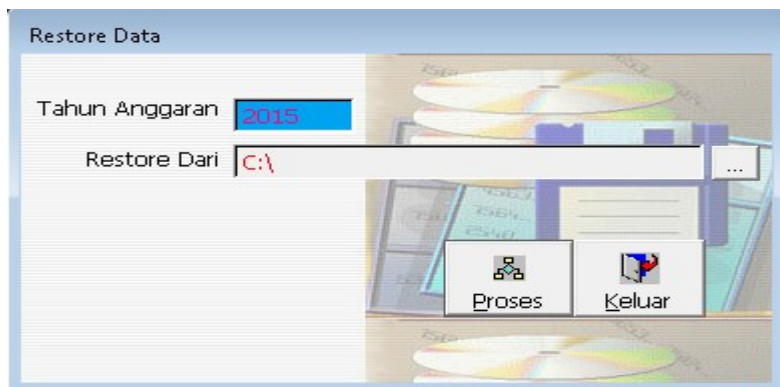 Restore Data
Tahun Anggaran 2015
Restore Dari C:\
...
Proses Keluar